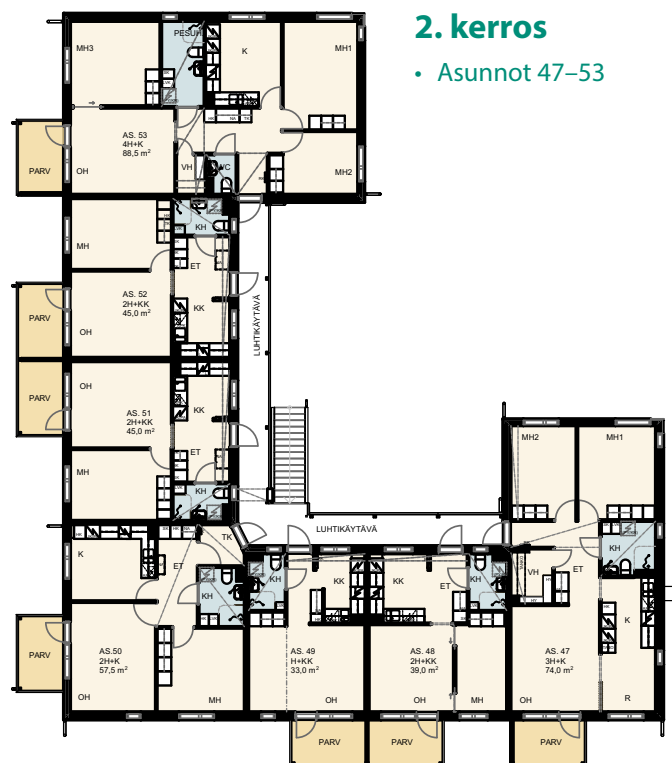 2. kerros
• Asunnot 47–53
PESUH
MH3
K
MH1
AS. 53
4H+K
88,5 m²
PARV
OH
VH
WC
MH2
HK
NA
TK
KH
MH
ET
AS. 52
2H+KK
45,0 m²
KK
PARV
OH
LUHTIKÄYTÄVÄ
PARV
OH
KK
AS. 51
2H+KK
45,0 m²
ET
MH
KH
MH2
MH1
LUHTIKÄYTÄVÄ
TK
K
ET
KH
KH
KK
KK
ET
KH
VH
ET
KH
PARV
AS.50
2H+K
57,5 m²
AS. 49
H+KK
33,0 m²
AS. 48
2H+KK
39,0 m²
AS. 47
3H+K
74,0 m²
K
OH
MH
OH
OH
MH
OH
R
PARV
PARV
PARV